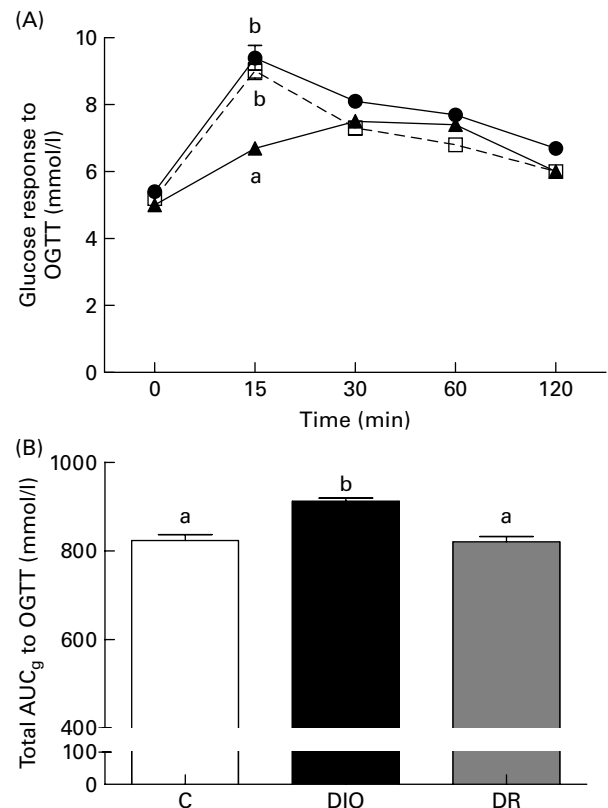 (A)
b
10
8
6
4
2
0
b
a
Glucose response to
OGTT (mmol/l)
0 15 30 60 120
Time (min)
(B)
1000
800
600
400
100
0
a
b
a
Total AUCg to OGTT (mmol/l)
C DIO DR